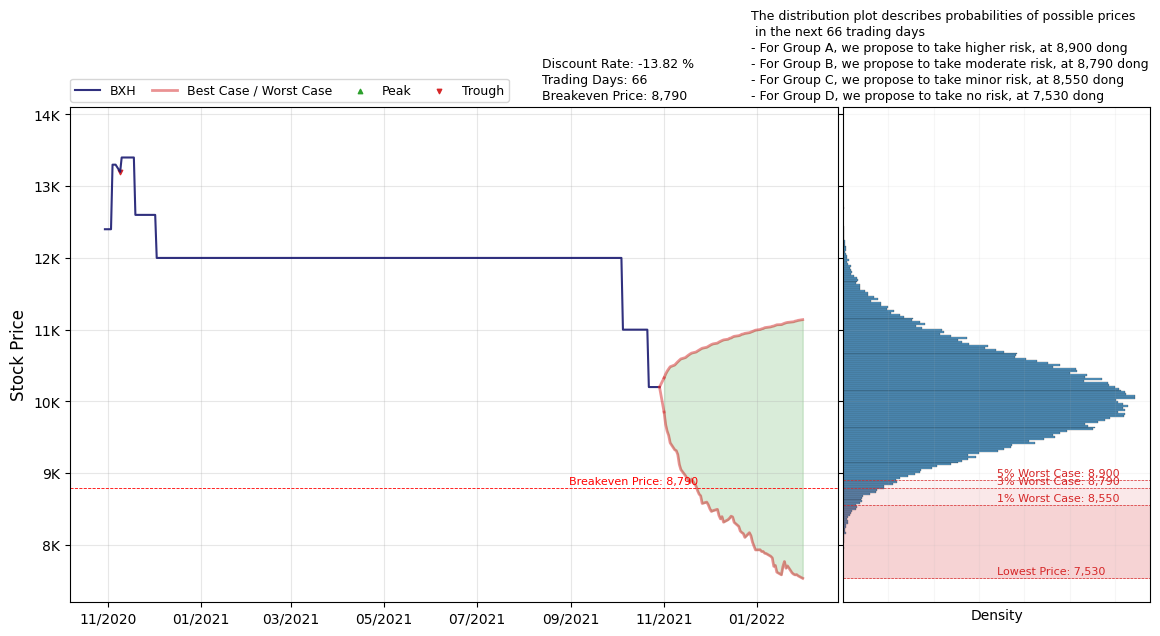 The distribution plot describes probabilities of possible prices
in the next 66 trading days
- For Group A, we propose to take higher risk, at 8,900 dong
- For Group B, we propose to take moderate risk, at 8,790 dong
- For Group C, we propose to take minor risk, at 8,550 dong
- For Group D, we propose to take no risk, at 7,530 dong
Discount Rate: -13.82 %
Trading Days: 66
Breakeven Price: 8,790
BXH
Best Case / Worst Case
Peak
Trough
Stock Price
14K
13K
12K
11K
10K
9K
8K
Breakeven Price: 8,790
11/2020
01/2021
03/2021
05/2021
07/2021
09/2021
11/2021
01/2022
5% Worst Case: 8,900
3% Worst Case: 8,790
1% Worst Case: 8,550
Lowest Price: 7,530
Density